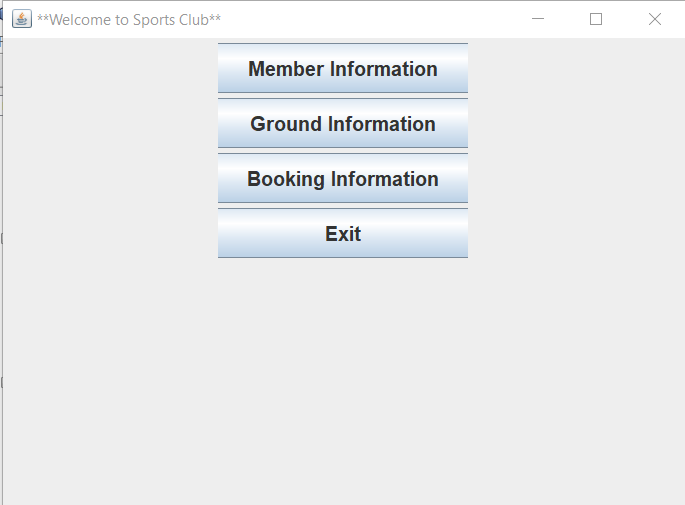 **Welcome to Sports Club**
Member Information
Ground Information
Booking Information
Exit